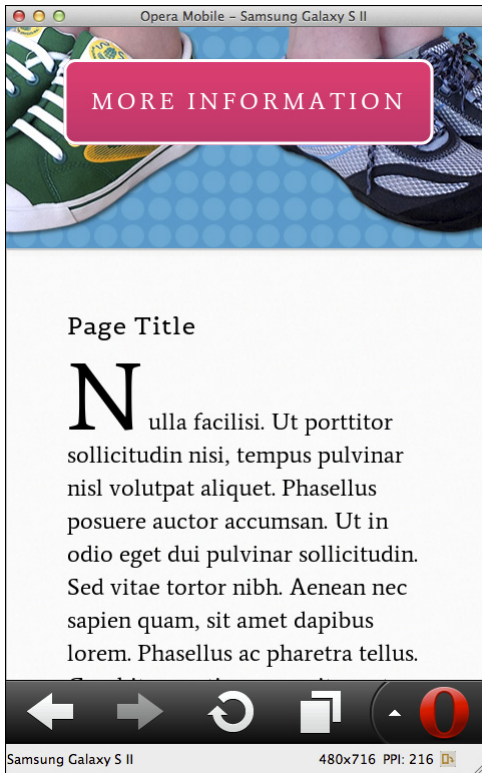 Opera Mobile – Samsung Galaxy S II
MORE INFORMATION
Page Title
Nulla facilisi. Ut porttitor
sollicitudin nisi, tempus pulvinar
nisl volutpat aliquet. Phasellus
posuere auctor accumsan. Ut in
odio eget dui pulvinar sollicitudin.
Sed vitae tortor nibh. Aenean nec
sapien quam, sit amet dapibus
lorem. Phasellus ac pharetra tellus.
Samsung Galaxy S II
480x716 PPI: 216